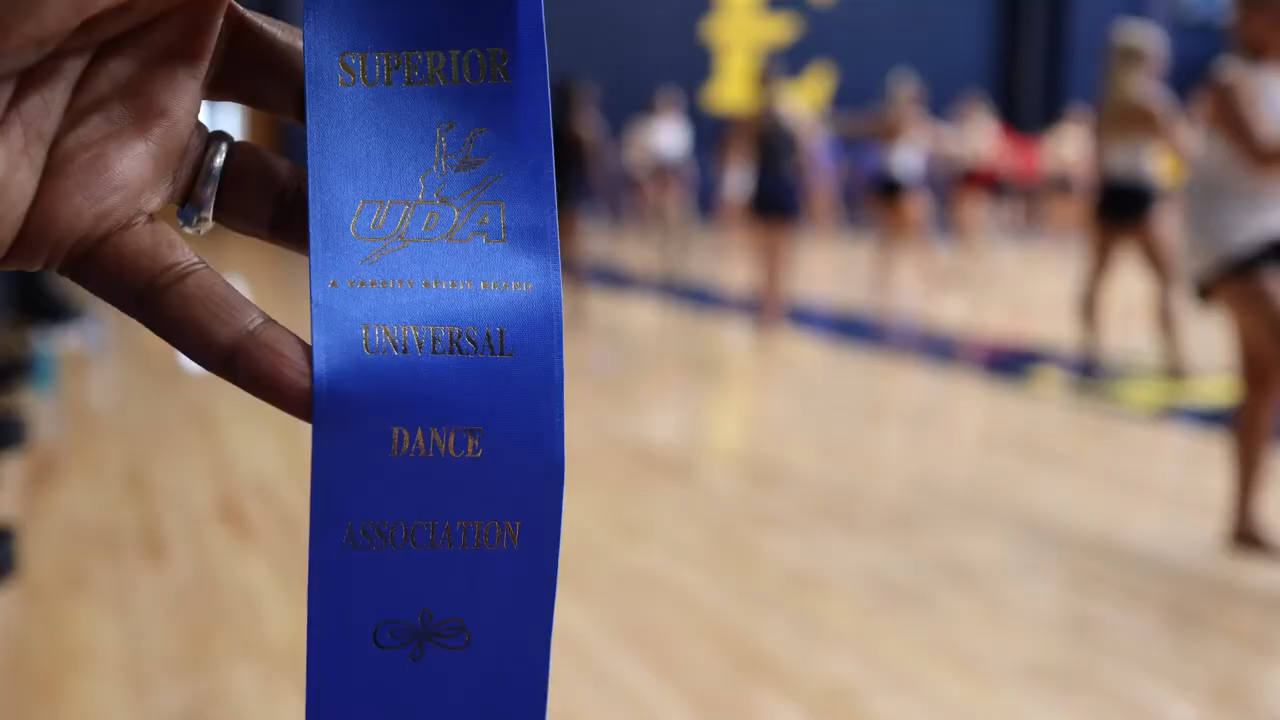 SUPERIOR
UDA
A VARSITY SPIRIT BRAND
UNIVERSAL
DANCE
ASSOCIATION